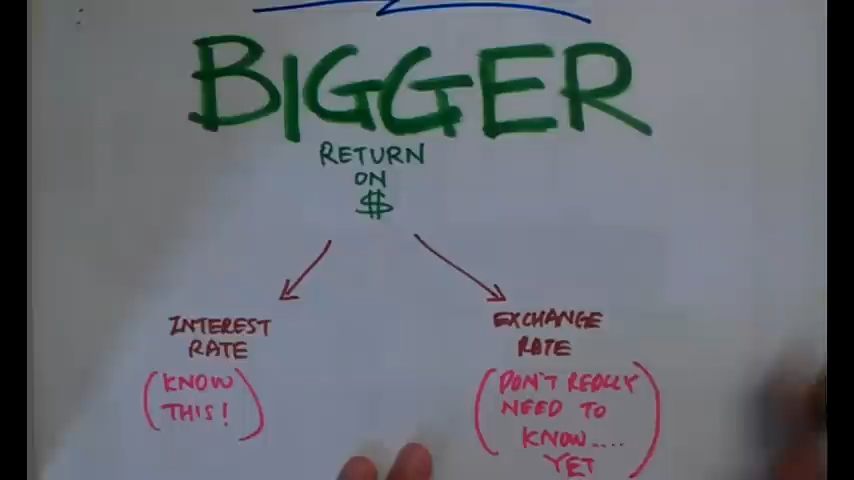 BIGGER
RETURN
ON
$
INTEREST
RATE
(KNOW
THIS!)
EXCHANGE
RATE
(DON'T REALLY
NEED TO
KNOW....
YET)